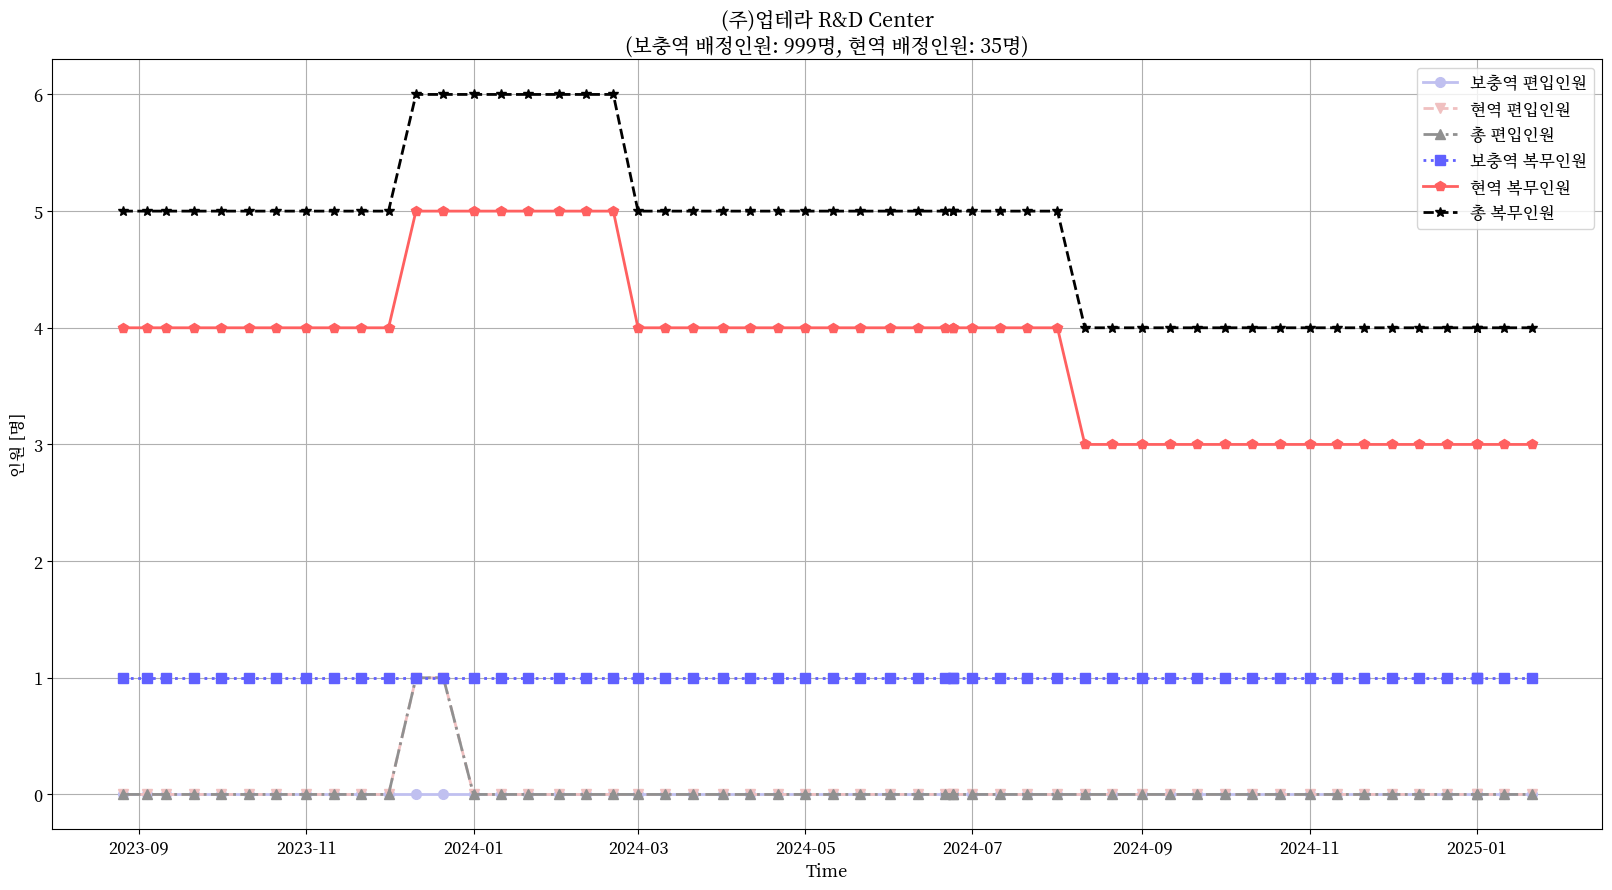 (주)업테라 R&D Center
(보충역 배정인원: 999명, 현역 배정인원: 35명)
보충역 편입인원
현역 편입인원
총 편입인원
보충역 복무인원
현역 복무인원
총 복무인원
6
5
4
3
2
1
0
인원 [명]
2023-09
2023-11
2024-01
2024-03
2024-05
2024-07
2024-09
2024-11
2025-01
Time